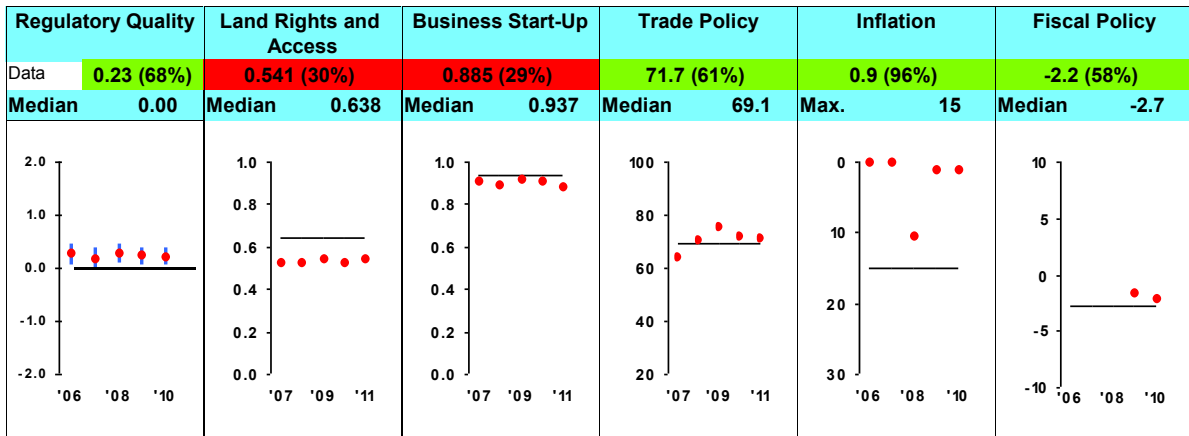 Regulatory Quality
Land Rights and
Access
Business Start-Up
Trade Policy
Inflation
Fiscal Policy
Data 0.23 (68%)
0.541 (30%)
0.885 (29%)
71.7 (61%)
0.9 (96%)
-2.2 (58%)
Median 0.00
Median 0.638
Median 0.937
Median 69.1
Max. 15
Median -2.7
2.0
1.0
0.0
-1.0
-2.0
'06 '08 '10
1.0
0.8
0.6
0.4
0.2
0.0
'07 '09 '11
1.0
0.8
0.6
0.4
0.2
0.0
'07 '09 '11
100
80
60
40
20
'07 '09 '11
0
10
20
30
'06 '08 '10
10
5
0
-5
-10
'06 '08 '10